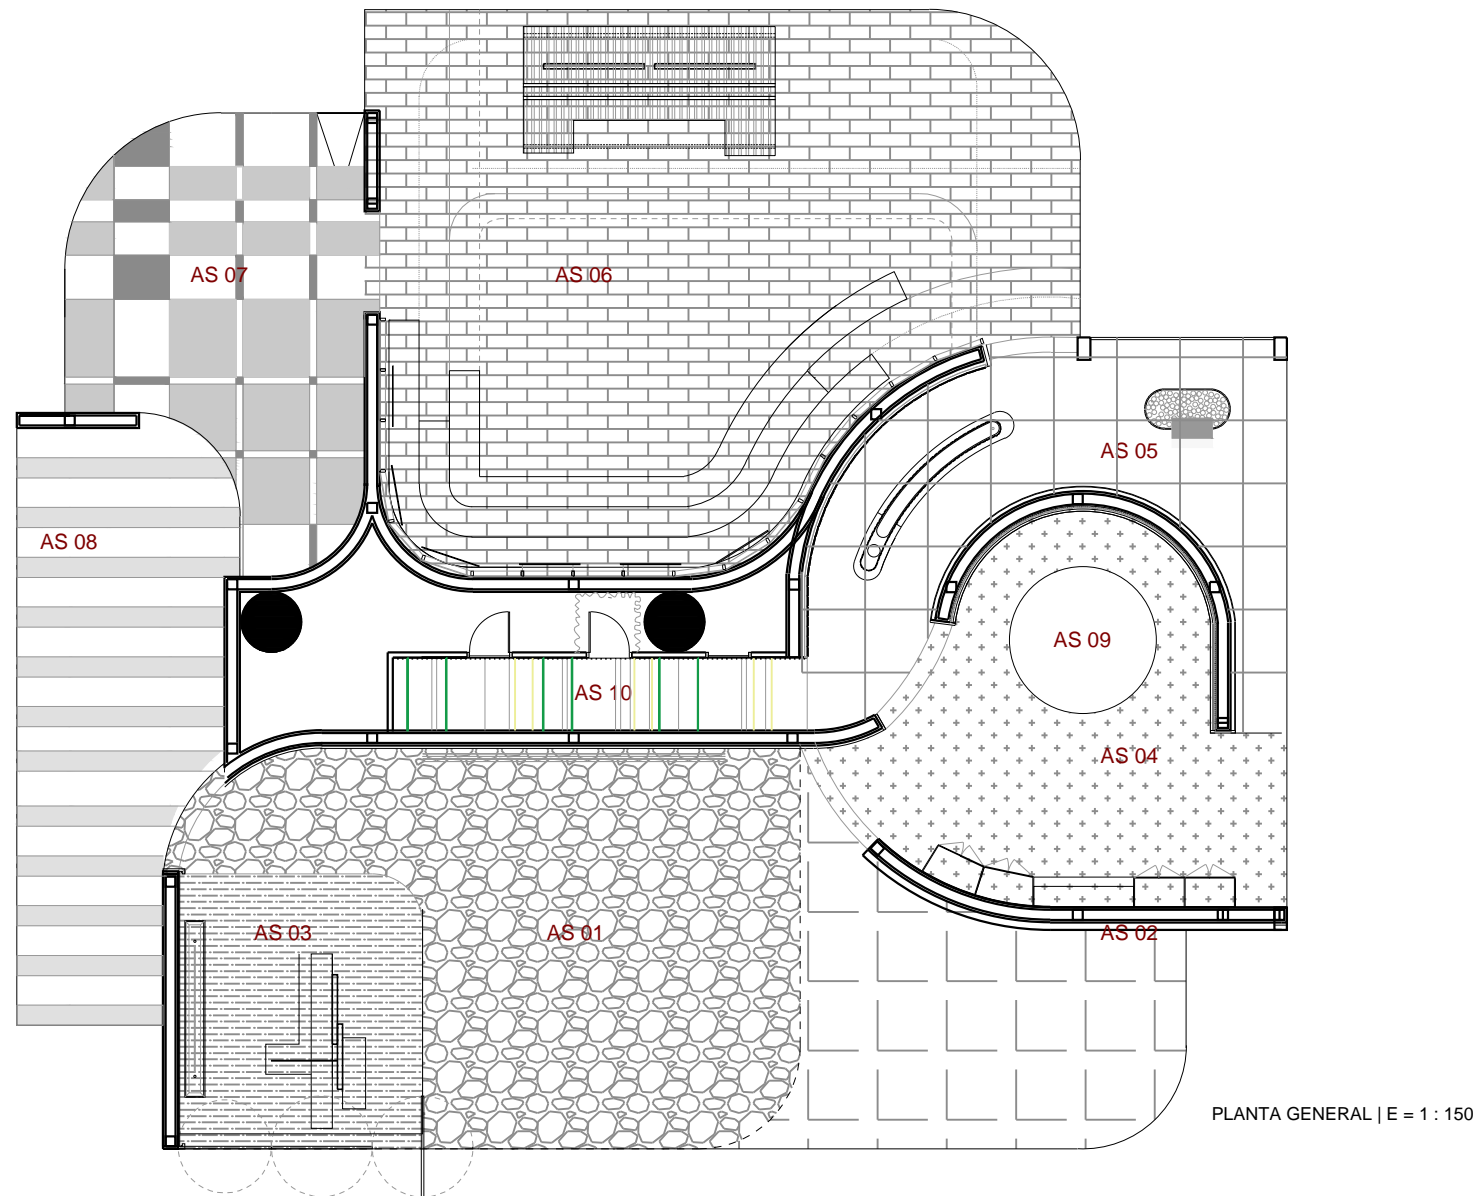 AS 07
AS 06
AS 05
AS 08
AS 09
AS 10
AS 04
AS 03
AS 01
AS 02
PLANTA GENERAL | E = 1 : 150